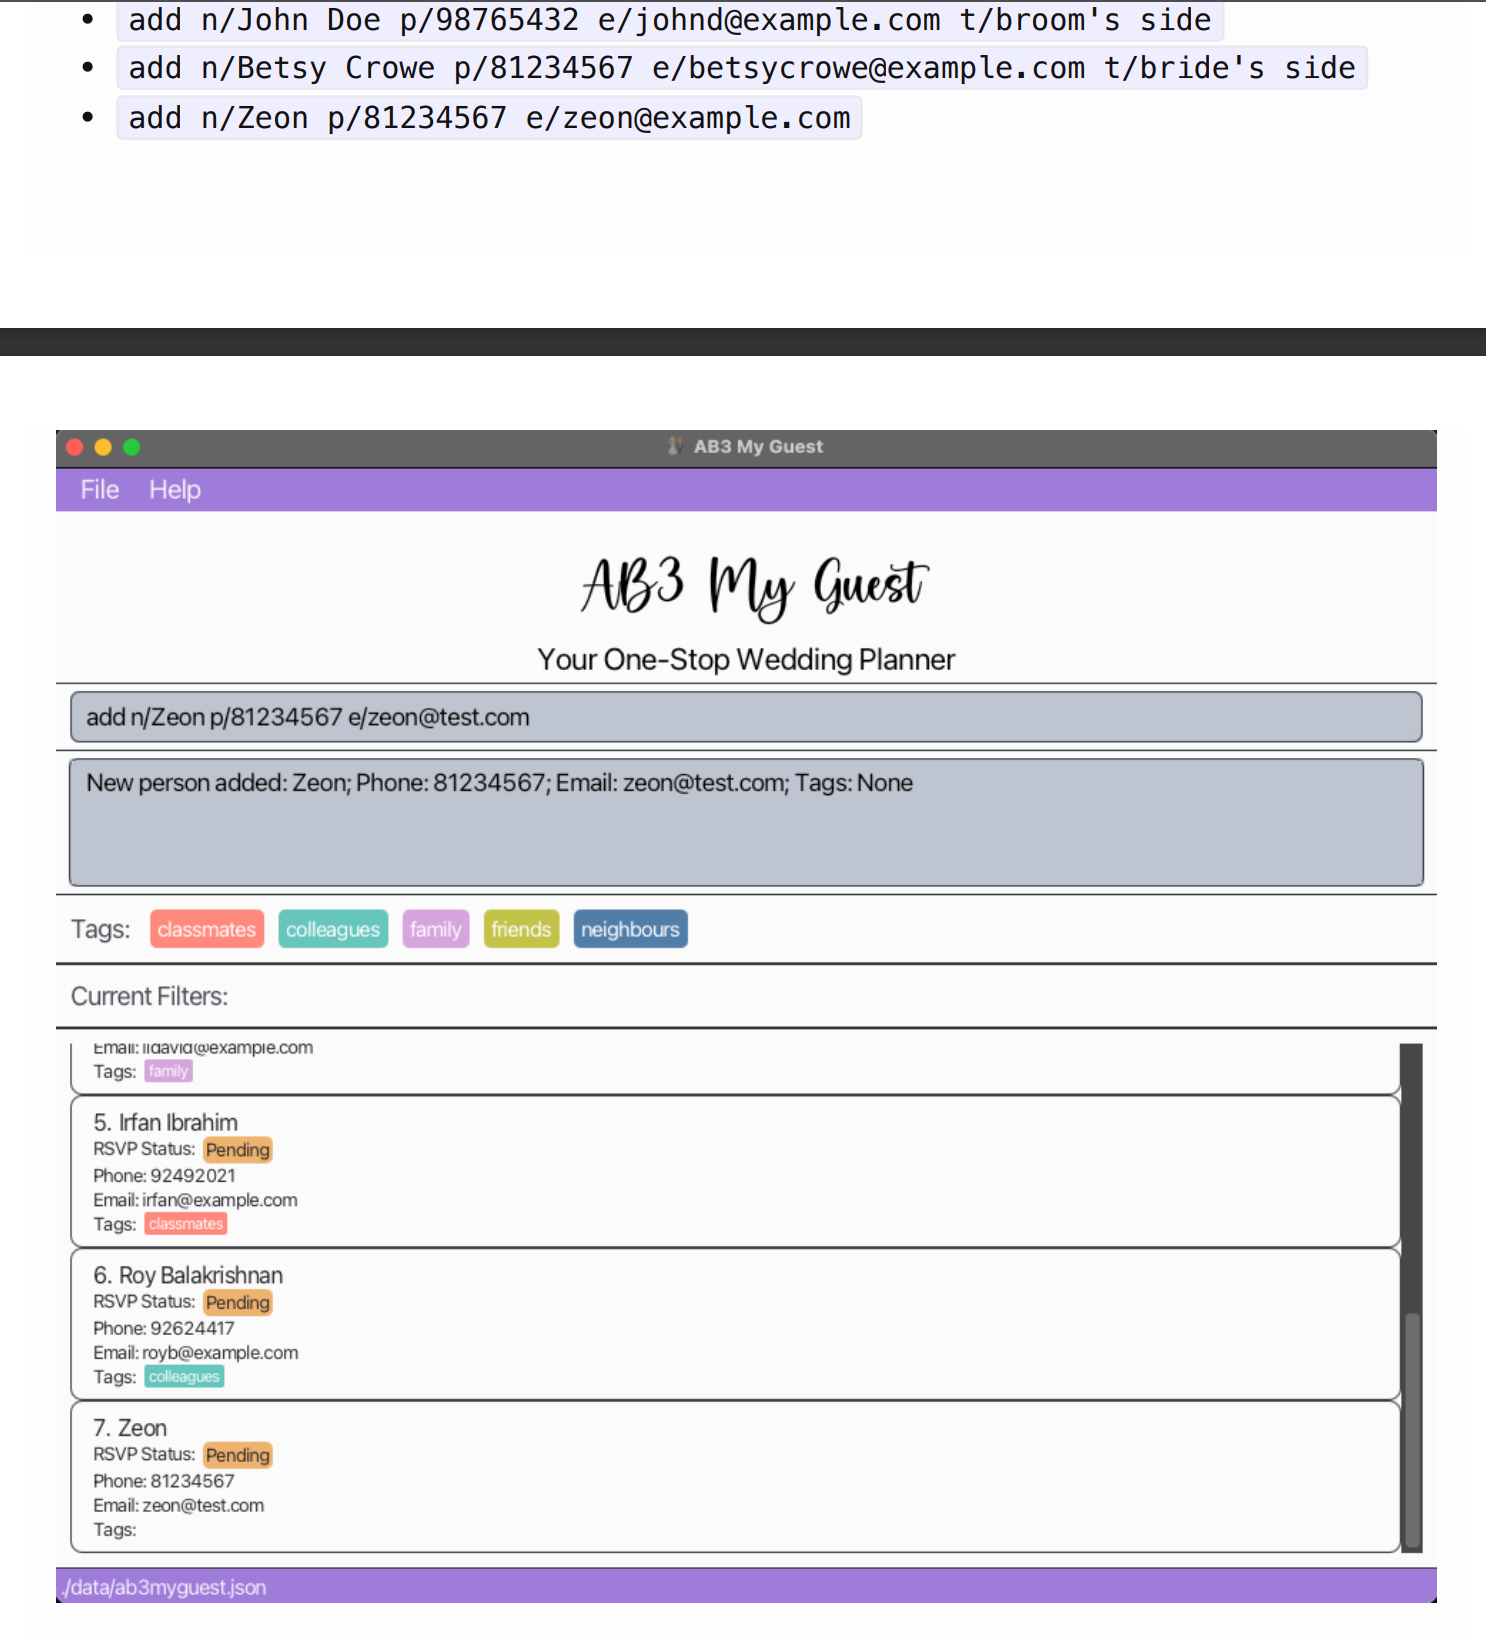 add n/John Doe p/98765432 e/johnd@example.com t/broom's side
add n/Betsy Crowe p/81234567 e/betsycrowe@example.com t/bride's side
add n/Zeon p/81234567 e/zeon@example.com
AB3 My Guest
File Help
AB3 My Guest
Your One-Stop Wedding Planner
add n/Zeon p/81234567 e/zeon@test.com
New person added: Zeon; Phone: 81234567; Email: zeon@test.com; Tags: None
Tags: classmates colleagues family friends neighbours
Current Filters:
Email: lidavid@example.com
Tags: family
5. Irfan Ibrahim
RSVP Status: Pending
Phone: 92492021
Email: irfan@example.com
Tags: classmates
6. Roy Balakrishnan
RSVP Status: Pending
Phone: 92624417
Email: royb@example.com
Tags: colleagues
7. Zeon
RSVP Status: Pending
Phone: 81234567
Email: zeon@test.com
Tags:
./data/ab3myguest.json